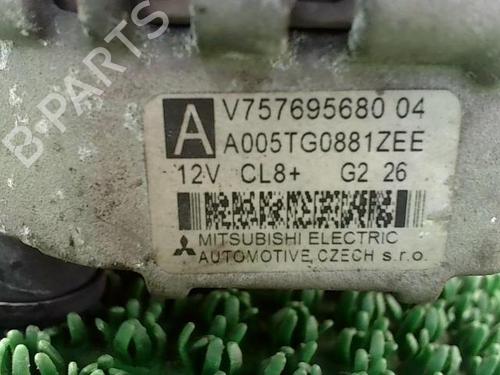 B-PARTS
A V757695680 04
A005TG0881ZEE
12V CL8+ G2 26
MITSUBISHI ELECTRIC
AUTOMOTIVE, CZECH s.r.o.